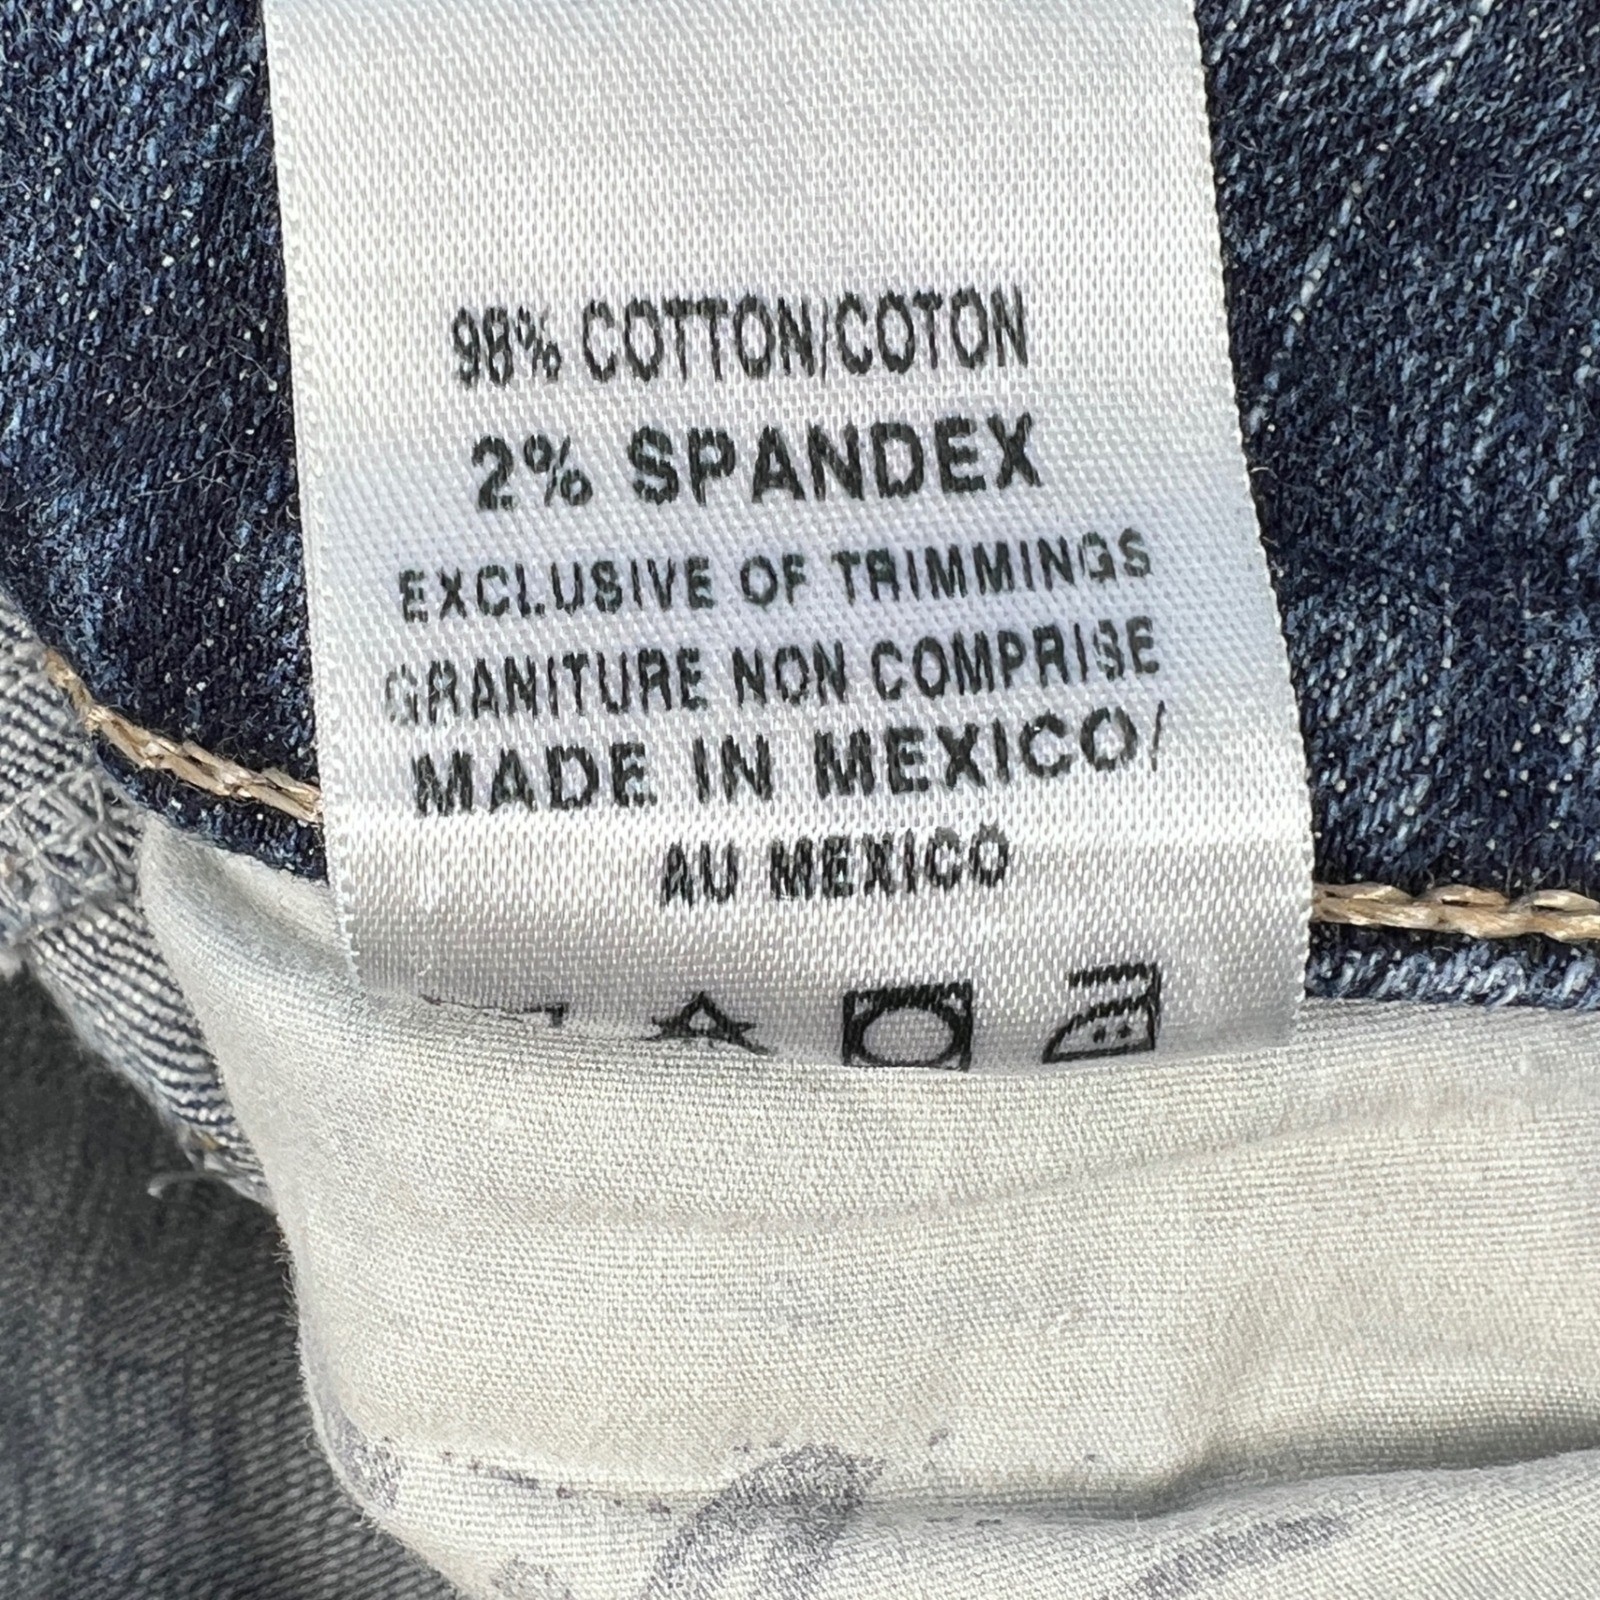 98% COTTON/COTON
2% SPANDEX
EXCLUSIVE OF TRIMMINGS
GRANITURE NON COMPRISE
MADE IN MEXICO/
AU MEXICO